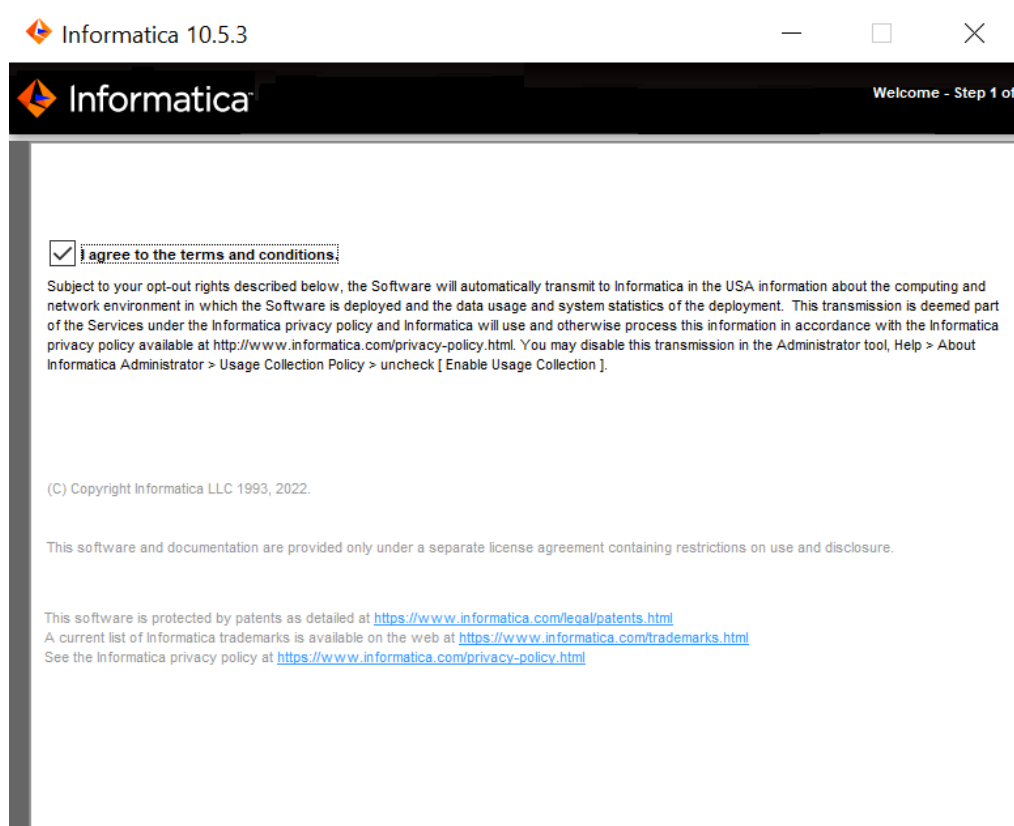 Informatica 10.5.3
Informatica
Welcome - Step 1 of
I agree to the terms and conditions.
Subject to your opt-out rights described below, the Software will automatically transmit to Informatica in the USA information about the computing and
network environment in which the Software is deployed and the data usage and system statistics of the deployment.  This transmission is deemed part
of the Services under the Informatica privacy policy and Informatica will use and otherwise process this information in accordance with the Informatica
privacy policy available at http://www.informatica.com/privacy-policy.html. You may disable this transmission in the Administrator tool, Help > About
Informatica Administrator > Usage Collection Policy > uncheck [ Enable Usage Collection ].
(C) Copyright Informatica LLC 1993, 2022.
This software and documentation are provided only under a separate license agreement containing restrictions on use and disclosure.
This software is protected by patents as detailed at https://www.informatica.com/legal/patents.html
A current list of Informatica trademarks is available on the web at https://www.informatica.com/trademarks.html
See the Informatica privacy policy at https://www.informatica.com/privacy-policy.html